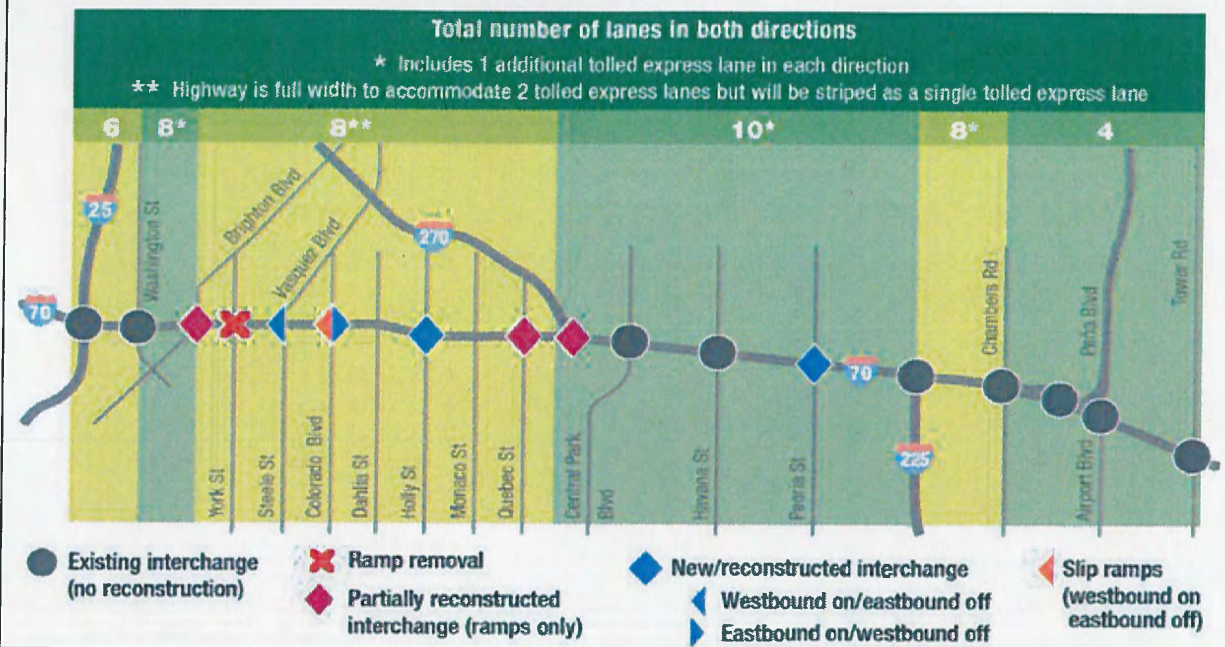 Total number of lanes in both directions
* Includes 1 additional tolled express lane in each direction
** Highway is full width to accommodate 2 tolled express lanes but will be striped as a single tolled express lane
6
8*
8**
10*
8*
4
25
Washington St
Brighton Blvd
Vasquez Blvd
270
Chambers Rd
Peña Blvd
Tower Rd
70
70
225
York St
Steele St
Colorado Blvd
Dahlia St
Holly St
Monaco St
Quebec St
Central Park
Blvd
Havana St
Peoria St
Airport Blvd
Existing interchange
(no reconstruction)
Ramp removal
Partially reconstructed
interchange (ramps only)
New/reconstructed interchange
Westbound on/eastbound off
Eastbound on/westbound off
Slip ramps
(westbound on
eastbound off)